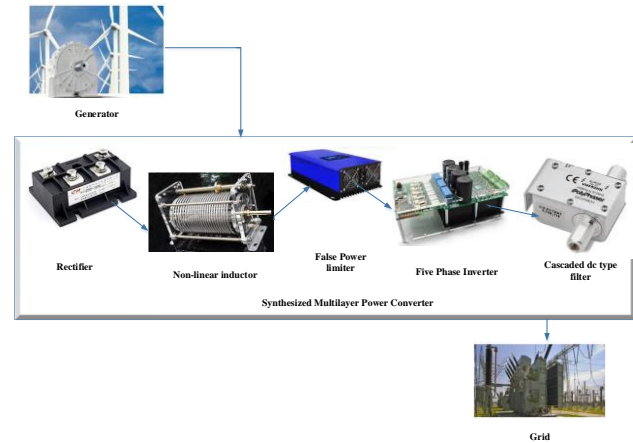 Generator
Rectifier
Non-linear inductor
False Power
limiter
Five Phase Inverter
Cascaded dc type
filter
Synthesized Multilayer Power Converter
Grid